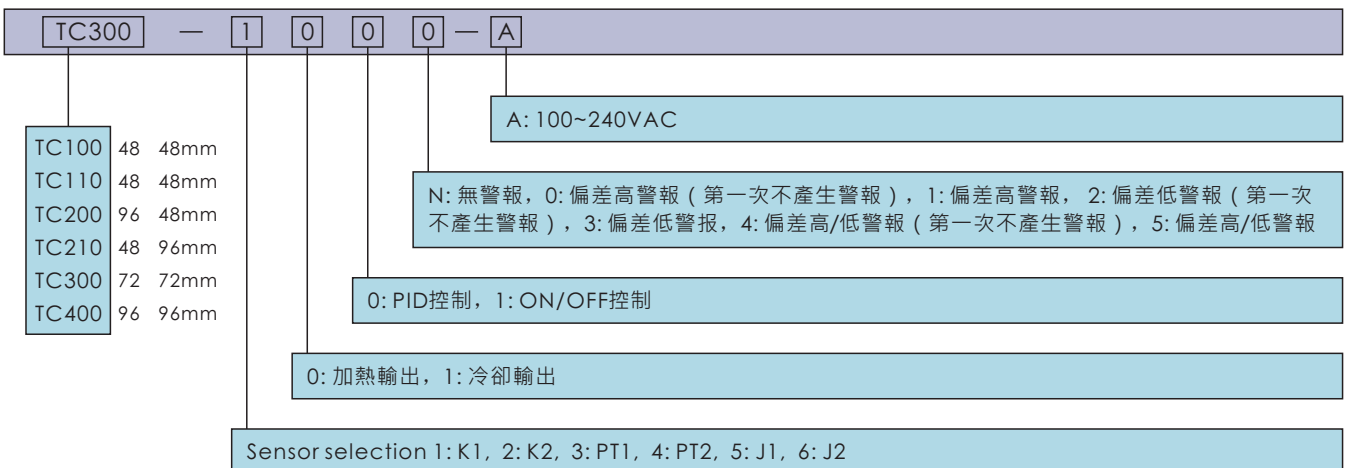 TC300 — 1 0 0 0 — A
A: 100~240VAC
TC100 48 48mm
TC110 48 48mm
TC200 96 48mm
TC210 48 96mm
TC300 72 72mm
TC400 96 96mm
N: 無警報，0: 偏差高警報 ( 第一次不產生警報 ) , 1: 偏差高警報， 2: 偏差低警報 ( 第一次
不產生警報 ) , 3: 偏差低警报，4: 偏差高/低警報 ( 第一次不產生警報 ) , 5: 偏差高/低警報
0: PID控制，1: ON/OFF控制
0: 加熱輸出，1: 冷卻輸出
Sensor selection 1: K1, 2: K2, 3: PT1, 4: PT2, 5: J1, 6: J2